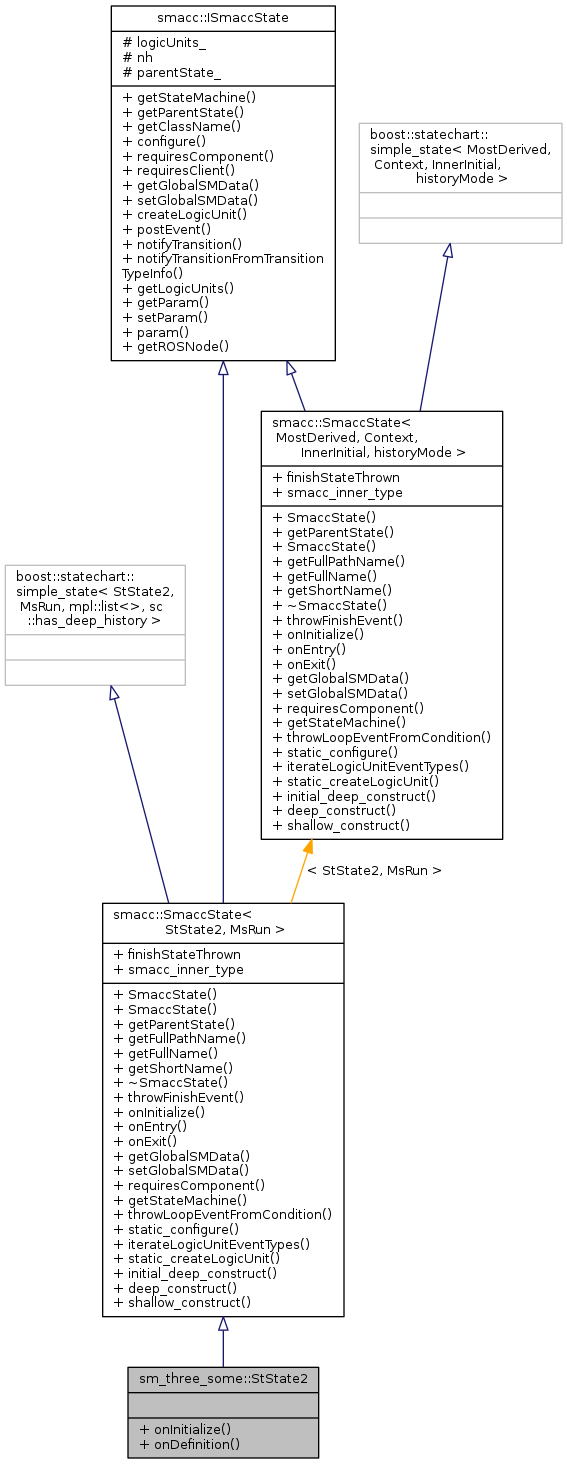 smacc::ISmaccState
# logicUnits_
# nh
# parentState_
+ getStateMachine()
+ getParentState()
+ getClassName()
+ configure()
+ requiresComponent()
+ requiresClient()
+ getGlobalSMData()
+ setGlobalSMData()
+ createLogicUnit()
+ postEvent()
+ notifyTransition()
+ notifyTransitionFromTransition
TypeInfo()
+ getLogicUnits()
+ getParam()
+ setParam()
+ param()
+ getROSNode()
boost::statechart::
simple_state< MostDerived,
Context, InnerInitial,
historyMode >
smacc::SmaccState<
MostDerived, Context,
InnerInitial, historyMode >
+ finishStateThrown
+ smacc_inner_type
+ SmaccState()
+ getParentState()
+ SmaccState()
+ getFullPathName()
+ getFullName()
+ getShortName()
+ ~SmaccState()
+ throwFinishEvent()
+ onInitialize()
+ onEntry()
+ onExit()
+ getGlobalSMData()
+ setGlobalSMData()
+ requiresComponent()
+ getStateMachine()
+ throwLoopEventFromCondition()
+ static_configure()
+ iterateLogicUnitEventTypes()
+ static_createLogicUnit()
+ initial_deep_construct()
+ deep_construct()
+ shallow_construct()
boost::statechart::
simple_state< StState2,
MsRun, mpl::list<>, sc
::has_deep_history >
< StState2, MsRun >
smacc::SmaccState<
StState2, MsRun >
+ finishStateThrown
+ smacc_inner_type
+ SmaccState()
+ SmaccState()
+ getParentState()
+ getFullPathName()
+ getFullName()
+ getShortName()
+ ~SmaccState()
+ throwFinishEvent()
+ onInitialize()
+ onEntry()
+ onExit()
+ getGlobalSMData()
+ setGlobalSMData()
+ requiresComponent()
+ getStateMachine()
+ throwLoopEventFromCondition()
+ static_configure()
+ iterateLogicUnitEventTypes()
+ static_createLogicUnit()
+ initial_deep_construct()
+ deep_construct()
+ shallow_construct()
sm_three_some::StState2
+ onInitialize()
+ onDefinition()